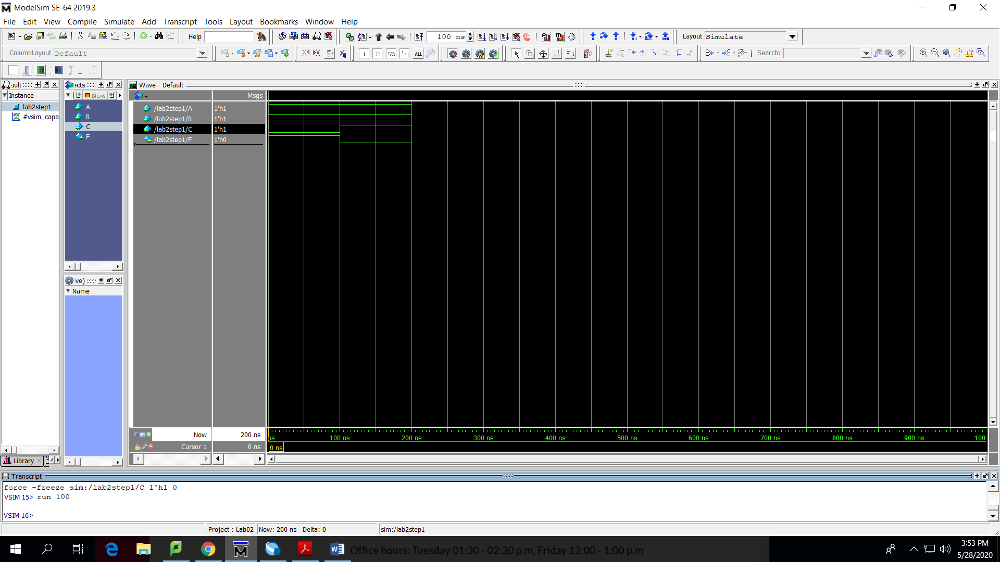 ModelSim SE-64 2019.3
File Edit View Compile Simulate Add Transcript Tools Layout Bookmarks Window Help
Help 100 ns Layout Simulate
ColumnLayout Default Search:
ault
ects
Wave - Default
Instance
Now
Msgs
lab2step1
#vsim_capa
A
B
C
F
/lab2step1/A 1'h1
/lab2step1/B 1'h1
/lab2step1/C 1'h1
/lab2step1/F 1'h0
ve)
Name
Now 200 ns
Cursor 1 0 ns
ns 100 ns 200 ns 300 ns 400 ns 500 ns 600 ns 700 ns 800 ns 900 ns 100
0 ns
Library
Transcript
force -freeze sim:/lab2step1/C 1'h1 0
VSIM 15> run 100
VSIM 16>
Project : Lab02 Now: 200 ns Delta: 0 sim:/lab2step1
Office hours: Tuesday 01:30 - 02:30 p.m, Friday 12:00 - 1:00 p.m
3:53 PM
5/28/2020